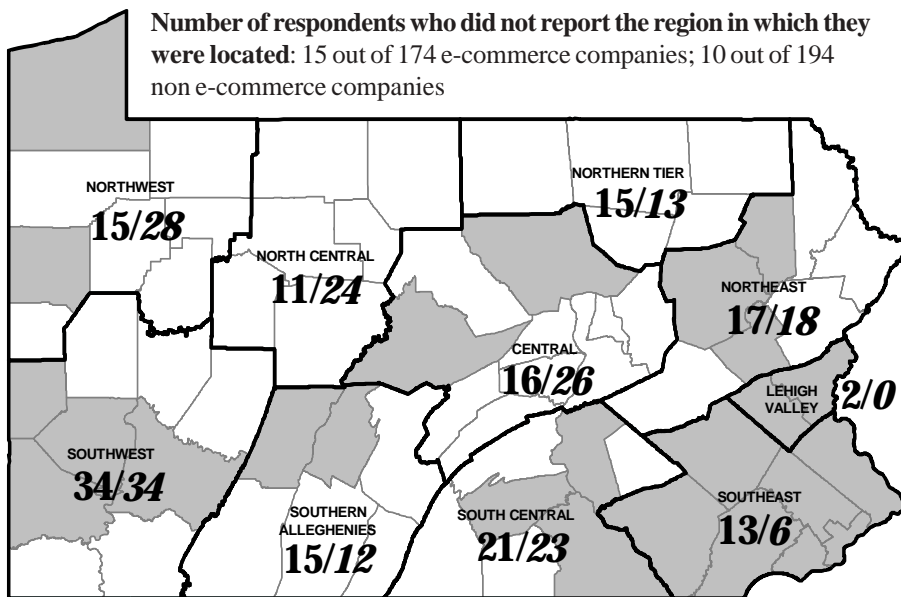 Number of respondents who did not report the region in which they
were located: 15 out of 174 e-commerce companies; 10 out of 194
non e-commerce companies
NORTHWEST
15/28
NORTHERN TIER
15/13
NORTH CENTRAL
11/24
NORTHEAST
17/18
CENTRAL
16/26
LEHIGH
VALLEY
2/0
SOUTHWEST
34/34
SOUTHERN
ALLEGHENIES
15/12
SOUTH CENTRAL
21/23
SOUTHEAST
13/6